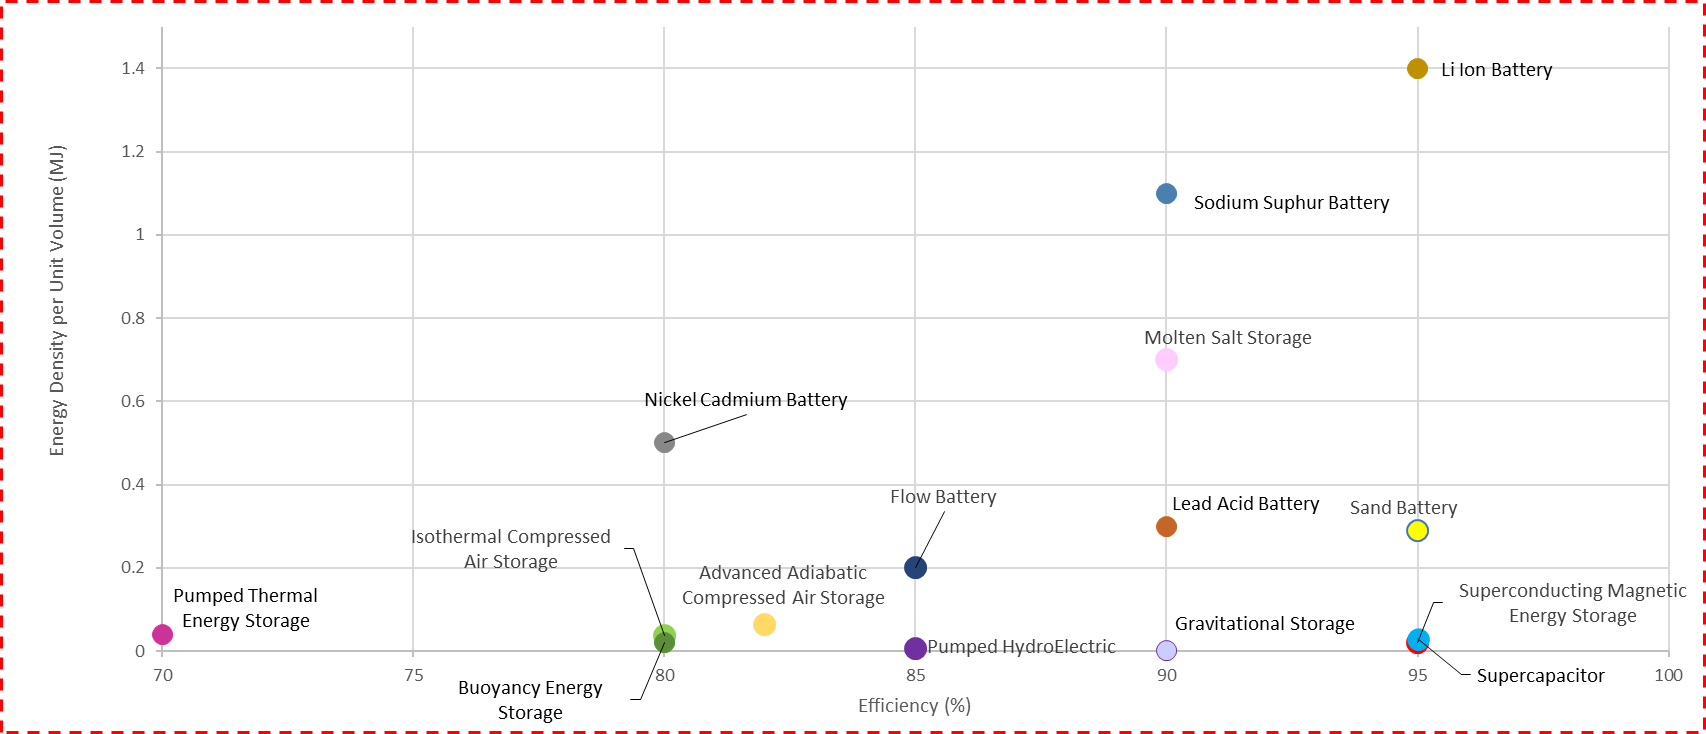 1.4
Li Ion Battery
1.2
Sodium Suphur Battery
1
0.8
Molten Salt Storage
Energy Density per Unit Volume (MJ)
0.6
Nickel Cadmium Battery
0.4
Flow Battery
Lead Acid Battery
Sand Battery
Isothermal Compressed
Air Storage
0.2
Advanced Adiabatic
Compressed Air Storage
Pumped Thermal
Energy Storage
Superconducting Magnetic
Energy Storage
Gravitational Storage
Pumped HydroElectric
0
70
75
80
85
90
95
100
Supercapacitor
Buoyancy Energy
Storage
Efficiency (%)